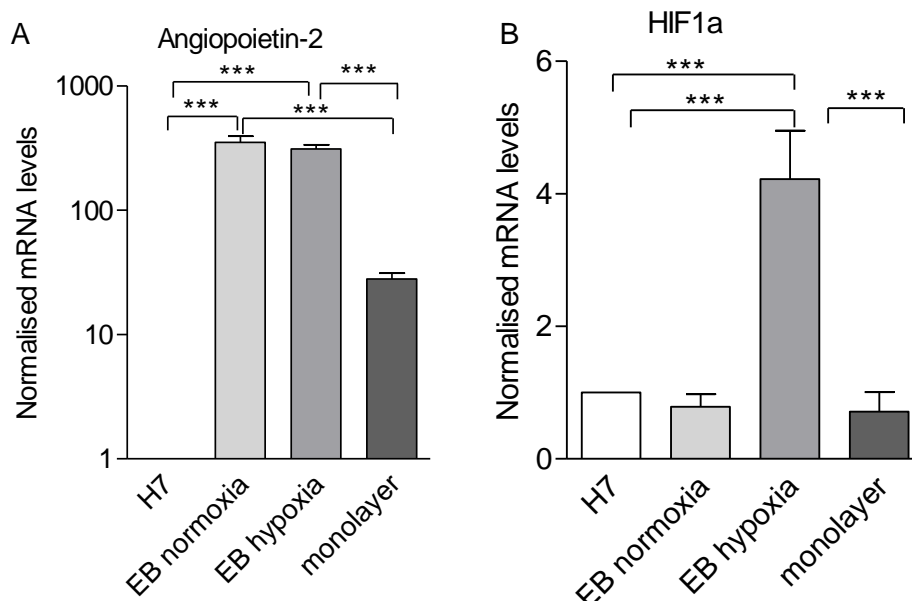 A
Angiopoietin-2
Normalised mRNA levels
1000
100
10
1
***
***
***
***
H7
EB normoxia
EB hypoxia
monolayer
B
HIF1a
Normalised mRNA levels
6
4
2
0
***
***
***
H7
EB normoxia
EB hypoxia
monolayer